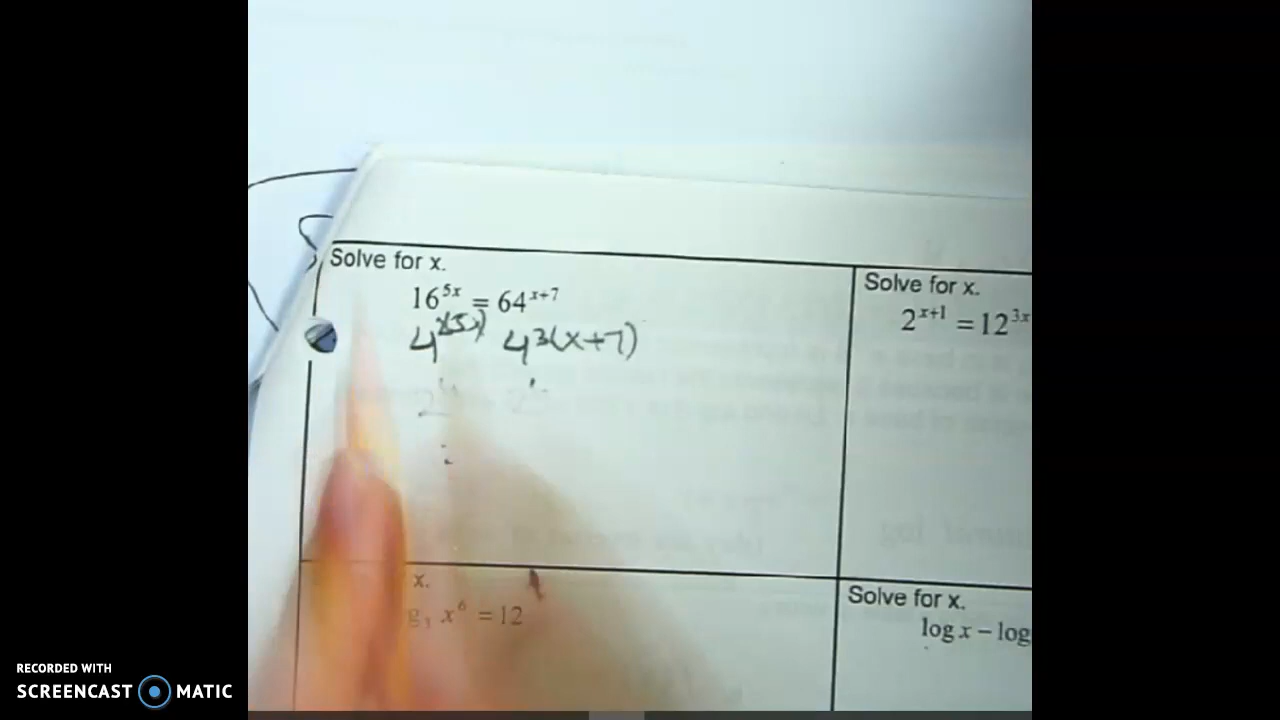 Solve for x.
16^{5x} = 64^{x+7}
4^{2(5x)} 4^{3(x+7)}
Solve for x.
2^{x+1} = 12^{3x}
x.
x^6 = 12
Solve for x.
log x – log
RECORDED WITH
SCREENCAST MATIC